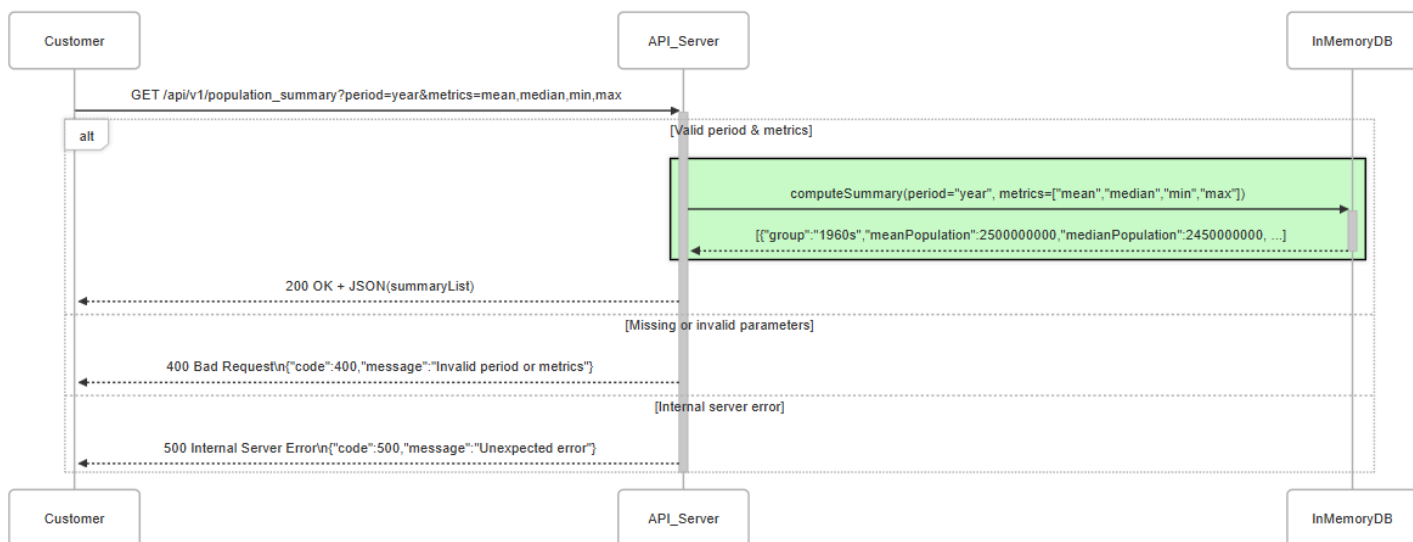 Customer
API_Server
InMemoryDB
GET /api/v1/population_summary?period=year&metrics=mean,median,min,max
alt
[Valid period & metrics]
computeSummary(period="year", metrics=["mean","median","min","max"])
[{"group":"1960s","meanPopulation":2500000000,"medianPopulation":2450000000, ...]
200 OK + JSON(summaryList)
[Missing or invalid parameters]
400 Bad Request\n{"code":400,"message":"Invalid period or metrics"}
[Internal server error]
500 Internal Server Error\n{"code":500,"message":"Unexpected error"}
Customer
API_Server
InMemoryDB